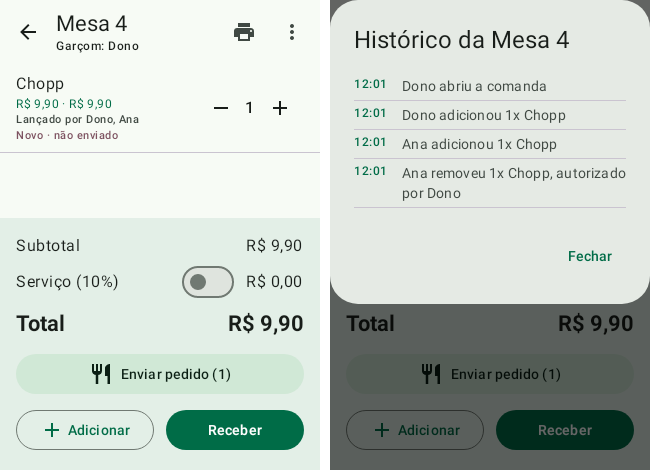 Mesa 4
Garçom: Dono
Chopp
R$ 9,90 · R$ 9,90
Lançado por Dono, Ana
Novo · não enviado
1
Subtotal
R$ 9,90
Serviço (10%)
R$ 0,00
Total
R$ 9,90
Enviar pedido (1)
Adicionar
Receber
Histórico da Mesa 4
12:01 Dono abriu a comanda
12:01 Dono adicionou 1x Chopp
12:01 Ana adicionou 1x Chopp
12:01 Ana removeu 1x Chopp, autorizado
por Dono
Fechar
Total
R$ 9,90
Enviar pedido (1)
Adicionar
Receber